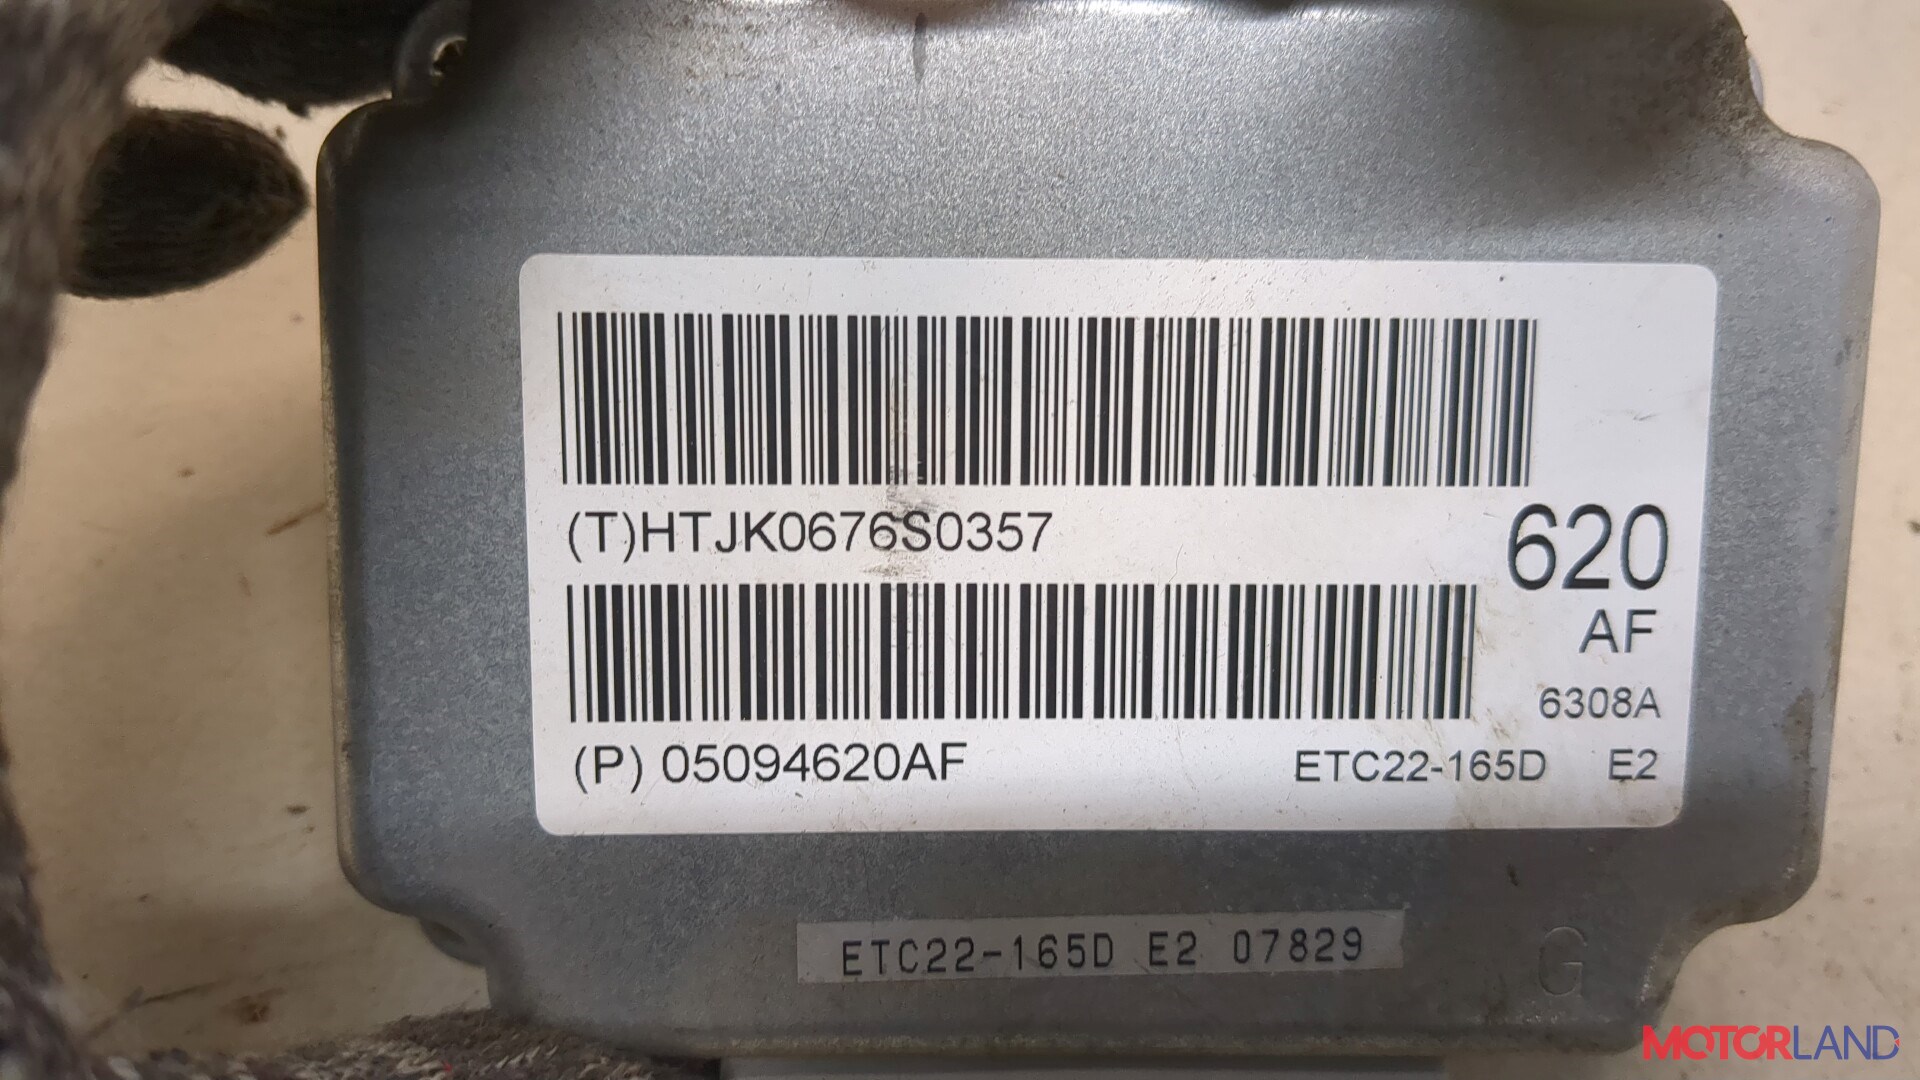 (T)HTJK0676S0357
620
AF
6308A
(P) 05094620AF
ETC22-165D E2
ETC22-165D E2 07829
G
MOTORLAND